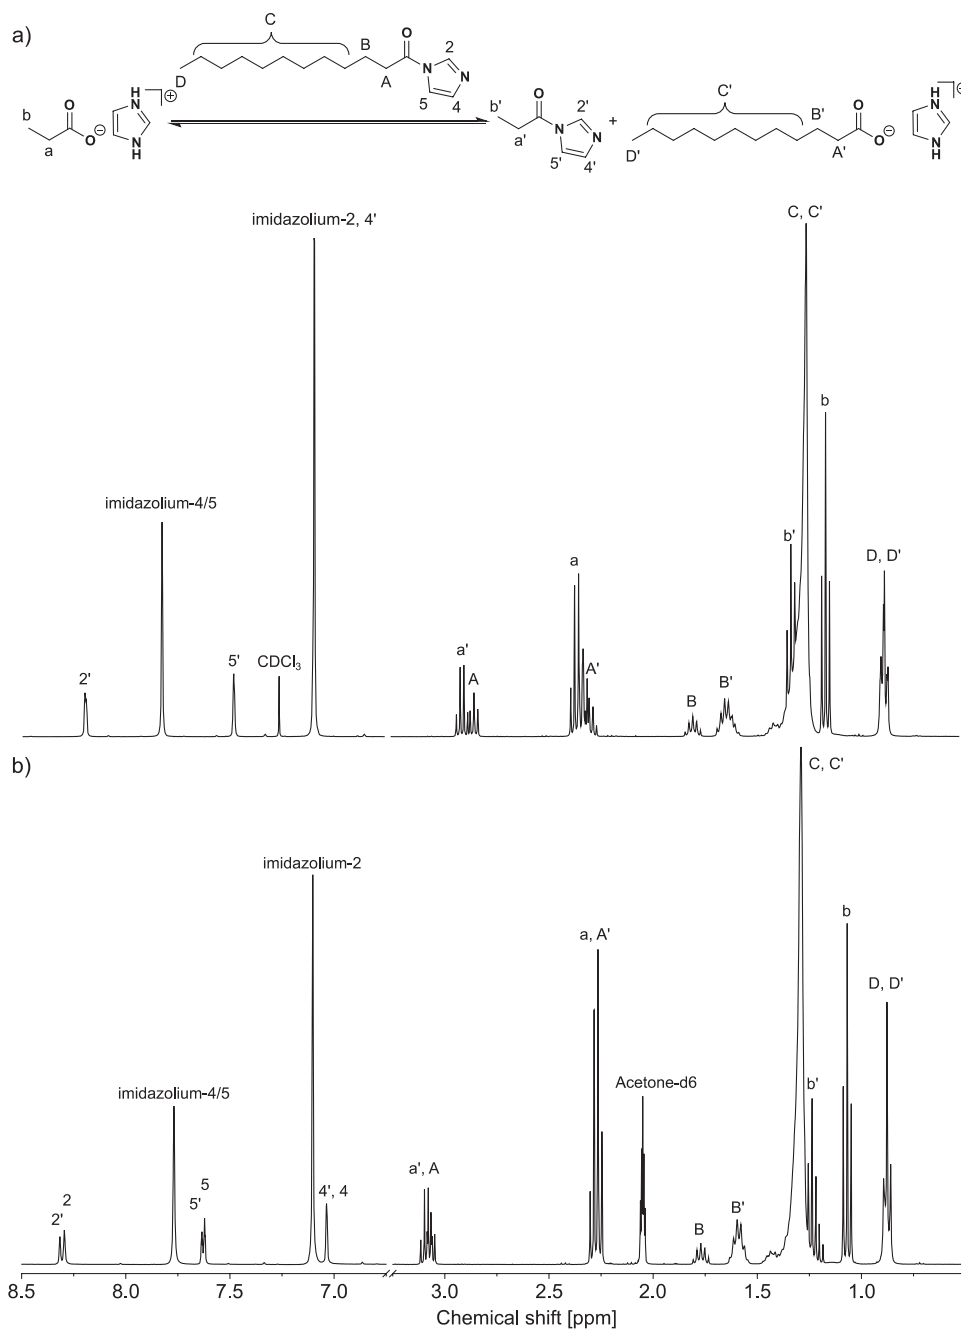 a)
C
B
O
2
D
A
N
N
5
4
b
O
O
⊖
a
H
N
N
H
⊕
b'
O
2'
a'
N
N
5'
4'
+
C'
B'
O
D'
A'
O
⊖
H
N
N
H
⊕
imidazolium-2, 4'
C, C'
b
imidazolium-4/5
b'
a
D, D'
a'
A'
2'
5'
CDCl3
A
B
B'
b)
C, C'
imidazolium-2
b
a, A'
D, D'
Acetone-d6
imidazolium-4/5
b'
2
2'
5
5'
4', 4
a', A
B'
B
8.5
8.0
7.5
7.0
2.5
2.0
1.5
1.0
Chemical shift [ppm]